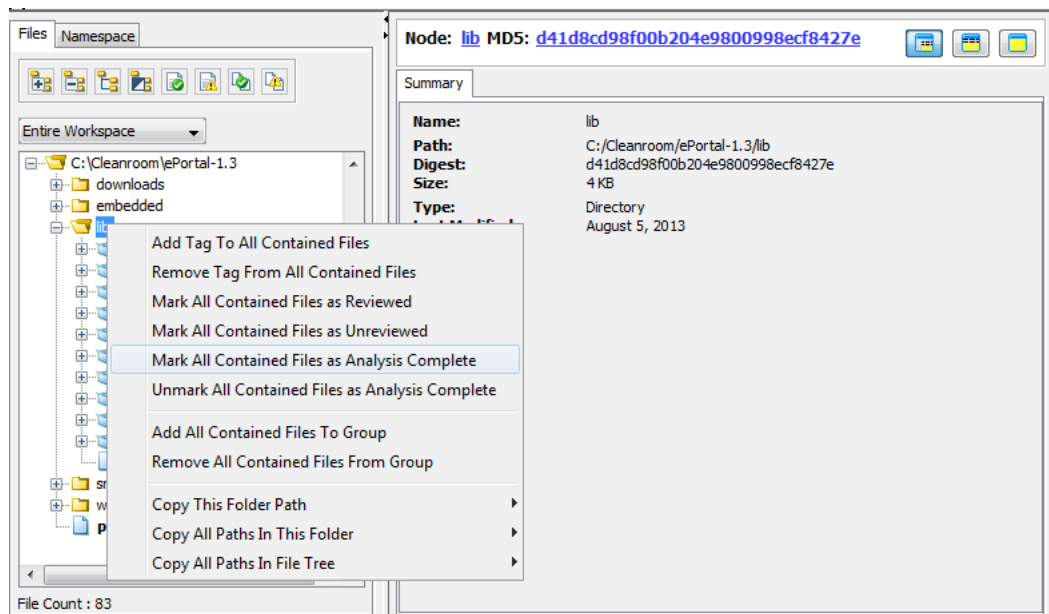 Files Namespace
Entire Workspace
C:\Cleanroom\ePortal-1.3
downloads
embedded
lib
Add Tag To All Contained Files
Remove Tag From All Contained Files
Mark All Contained Files as Reviewed
Mark All Contained Files as Unreviewed
Mark All Contained Files as Analysis Complete
Unmark All Contained Files as Analysis Complete
Add All Contained Files To Group
Remove All Contained Files From Group
Copy This Folder Path
Copy All Paths In This Folder
Copy All Paths In File Tree
File Count : 83
Node: lib MD5: d41d8cd98f00b204e9800998ecf8427e
Summary
Name: lib
Path: C:/Cleanroom/ePortal-1.3/lib
Digest: d41d8cd98f00b204e9800998ecf8427e
Size: 4 KB
Type: Directory
August 5, 2013